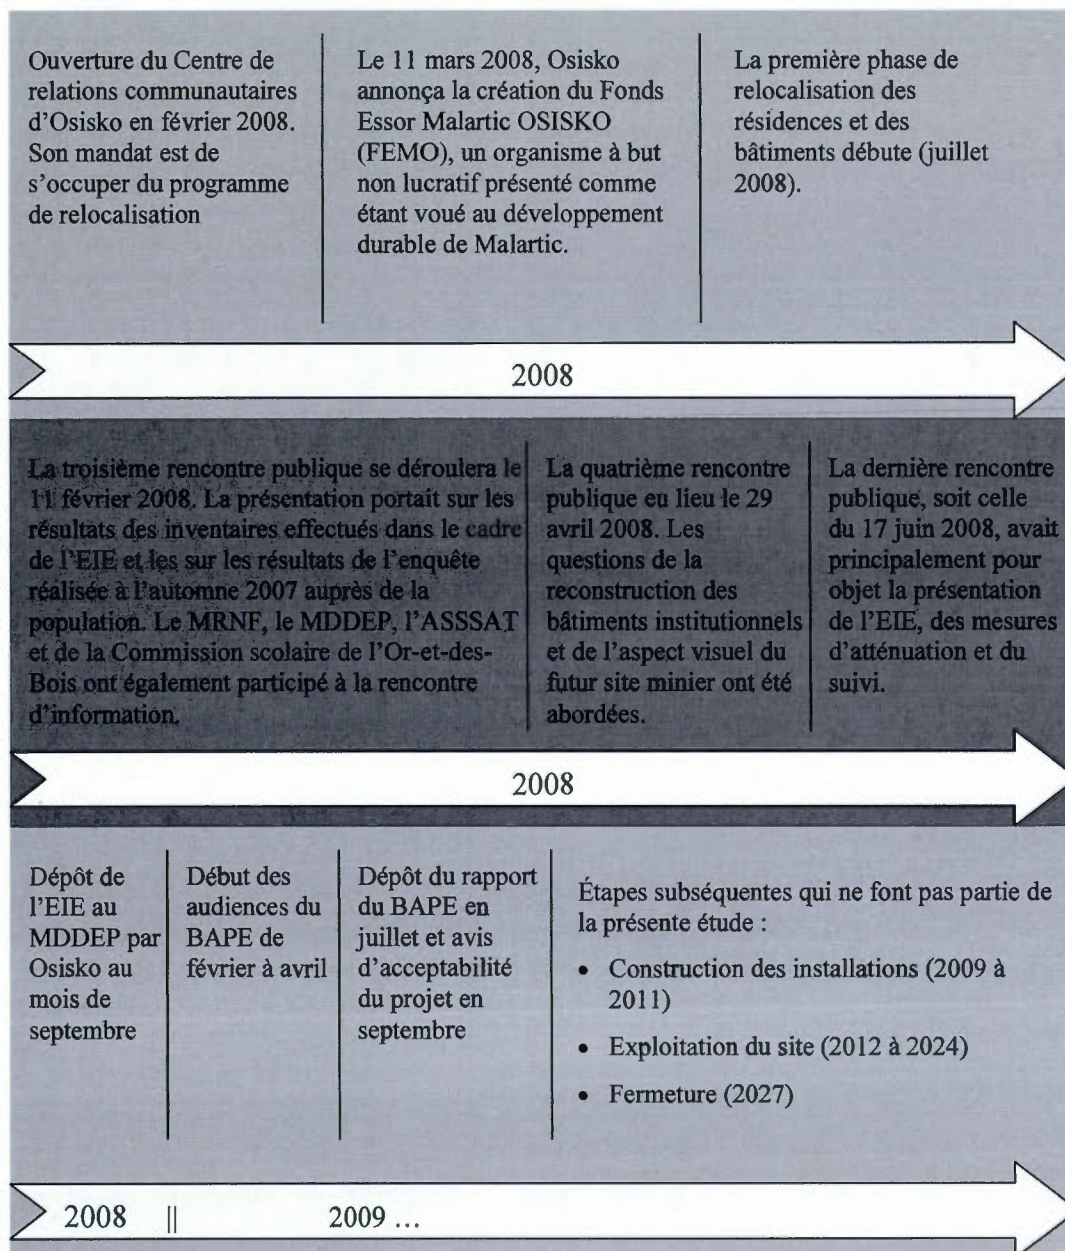 Ouverture du Centre de
relations communautaires
d'Osisko en février 2008.
Son mandat est de
s'occuper du programme
de relocalisation
Le 11 mars 2008, Osisko
annonça la création du Fonds
Essor Malartic OSISKO
(FEMO), un organisme à but
non lucratif présenté comme
étant voué au développement
durable de Malartic.
La première phase de
relocalisation des
résidences et des
bâtiments débute (juillet
2008).
2008
La troisième rencontre publique se déroulera le
11 février 2008. La présentation portait sur les
résultats des inventaires effectués dans le cadre
de l'EIE et les sur les résultats de l'enquête
réalisée à l'automne 2007 auprès de la
population. Le MRNF, le MDDEP, l'ASSSAT
et de la Commission scolaire de l'Or-et-des-
Bois ont également participé à la rencontre
d'information.
La quatrième rencontre
publique eu lieu le 29
avril 2008. Les
questions de la
reconstruction des
bâtiments institutionnels
et de l'aspect visuel du
futur site minier ont été
abordées.
La dernière rencontre
publique, soit celle
du 17 juin 2008, avait
principalement pour
objet la présentation
de l'EIE, des mesures
d'atténuation et du
suivi.
2008
Dépôt de
l'EIE au
MDDEP par
Osisko au
mois de
septembre
Début des
audiences du
BAPE de
février à avril
Dépôt du rapport
du BAPE en
juillet et avis
d'acceptabilité
du projet en
septembre
Étapes subséquentes qui ne font pas partie de
la présente étude :
• Construction des installations (2009 à
2011)
• Exploitation du site (2012 à 2024)
• Fermeture (2027)
2008 || 2009 ...